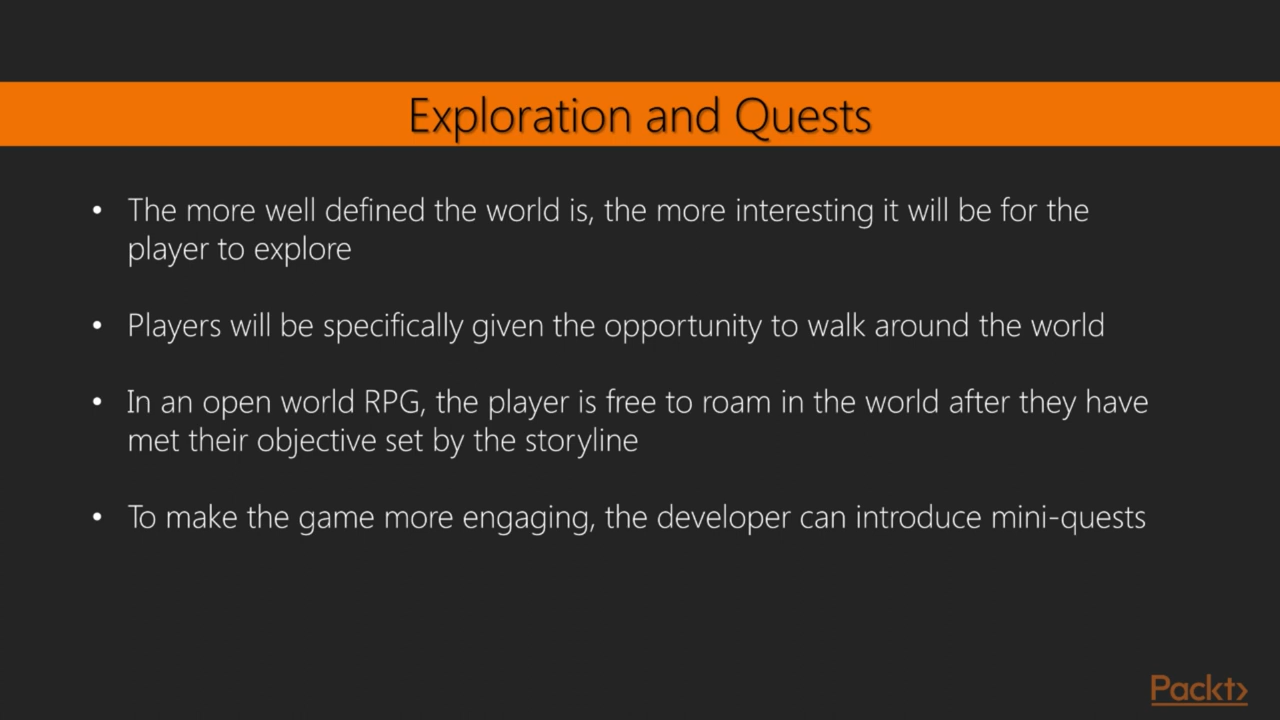 Exploration and Quests
• The more well defined the world is, the more interesting it will be for the
player to explore
• Players will be specifically given the opportunity to walk around the world
• In an open world RPG, the player is free to roam in the world after they have
met their objective set by the storyline
• To make the game more engaging, the developer can introduce mini-quests
Packt>